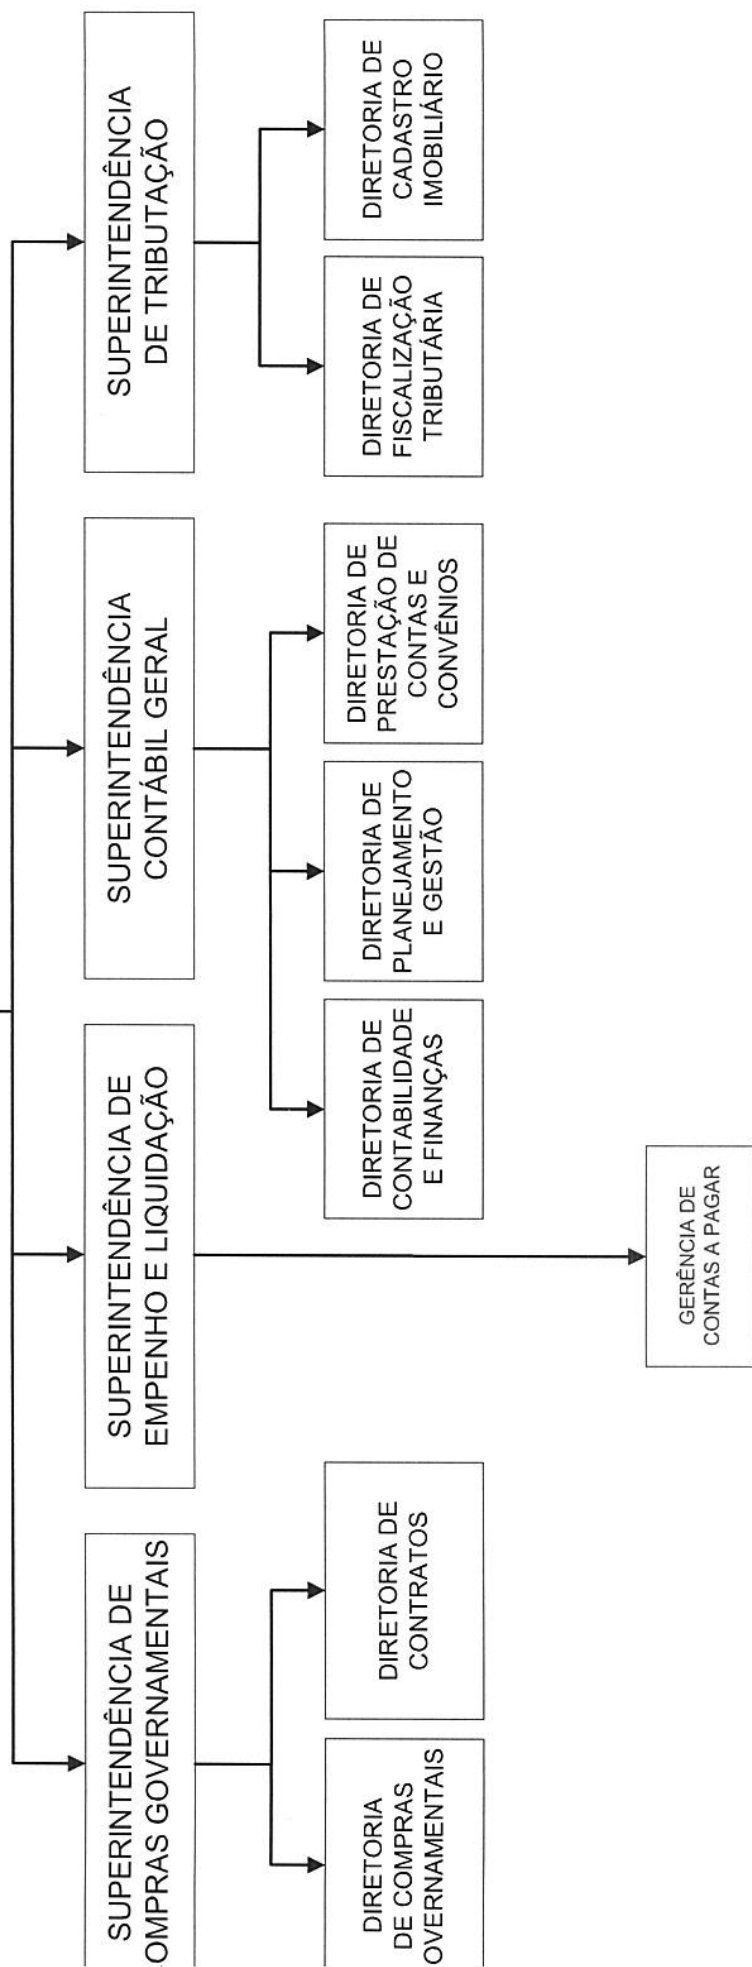 SUPERINTENDÊNCIA DE
OMPRAS GOVERNAMENTAIS
SUPERINTENDÊNCIA DE
EMPENHO E LIQUIDAÇÃO
SUPERINTENDÊNCIA
CONTÁBIL GERAL
SUPERINTENDÊNCIA
DE TRIBUTAÇÃO
DIRETORIA
DE COMPRAS
OVERNAMENTAIS
DIRETORIA DE
CONTRATOS
DIRETORIA DE
CONTABILIDADE
E FINANÇAS
DIRETORIA DE
PLANEJAMENTO
E GESTÃO
DIRETORIA DE
PRESTAÇÃO DE
CONTAS E
CONVÊNIOS
DIRETORIA DE
FISCALIZAÇÃO
TRIBUTÁRIA
DIRETORIA DE
CADASTRO
IMOBILIÁRIO
GERÊNCIA DE
CONTAS A PAGAR